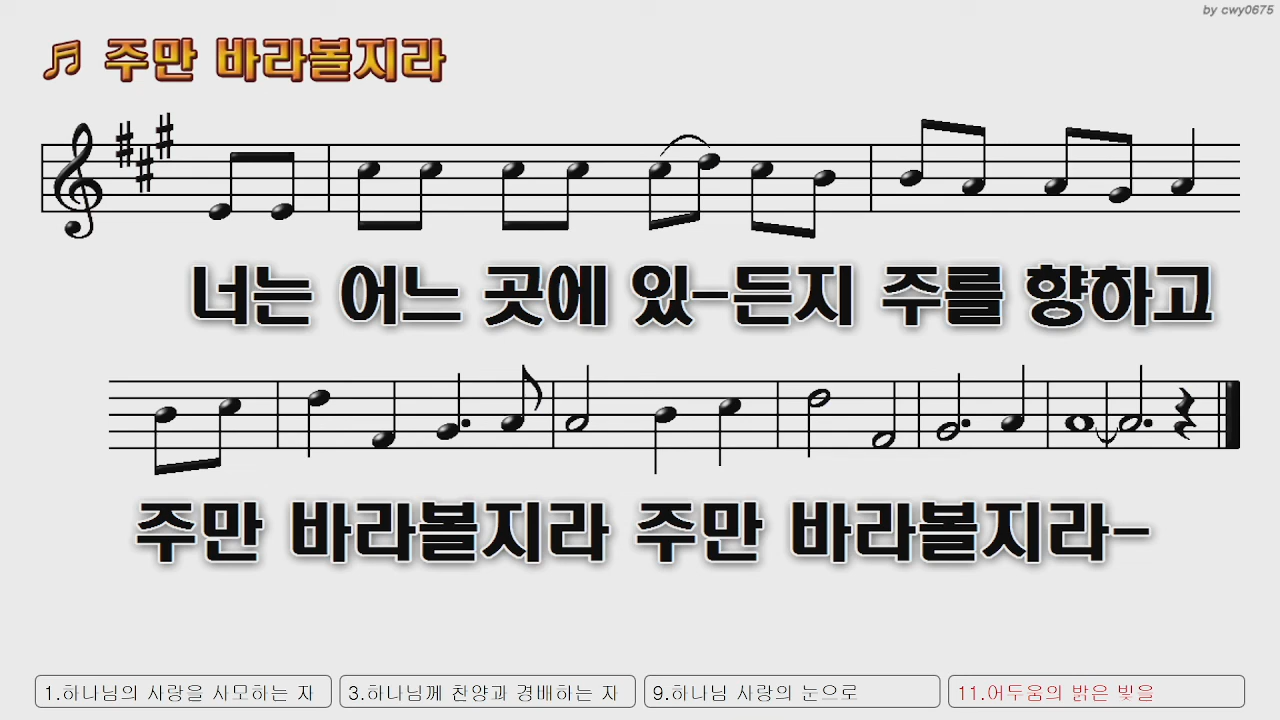 by cwy0675
주만 바라볼지라
너는 어느 곳에 있-든지 주를 향하고
주만 바라볼지라 주만 바라볼지라-
1.하나님의 사랑을 사모하는 자
3.하나님께 찬양과 경배하는 자
9.하나님 사랑의 눈으로
11.어두움의 밝은 빛을